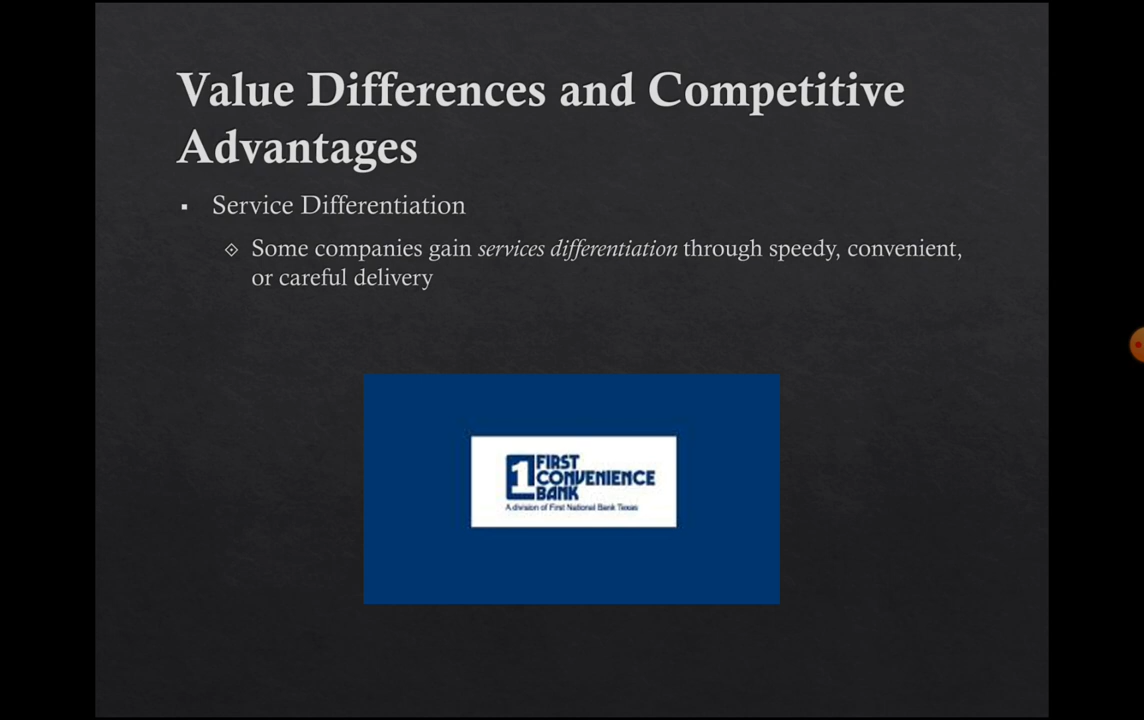 Value Differences and Competitive
Advantages
▪ Service Differentiation
Some companies gain services differentiation through speedy, convenient,
or careful delivery
1 FIRST
CONVENIENCE
BANK
A division of First National Bank Texas